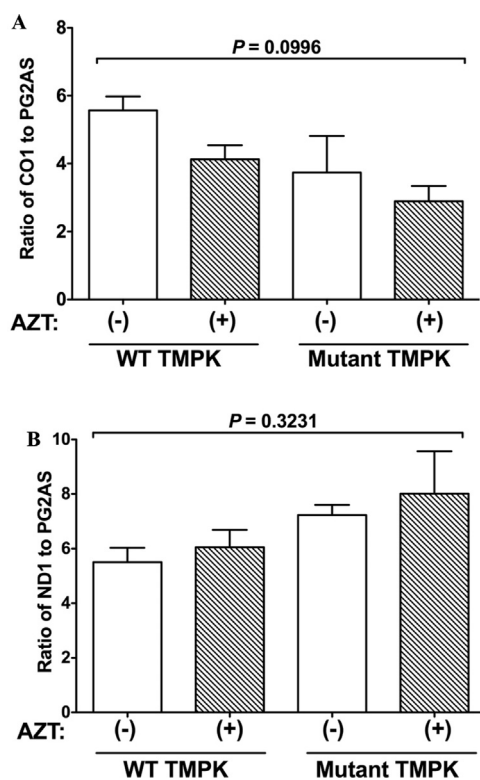 A
P = 0.0996
Ratio of CO1 to PG2AS
8
6
4
2
0
AZT: (-) (+) (-) (+)
WT TMPK Mutant TMPK
B
P = 0.3231
Ratio of ND1 to PG2AS
10
8
6
4
2
0
AZT: (-) (+) (-) (+)
WT TMPK Mutant TMPK